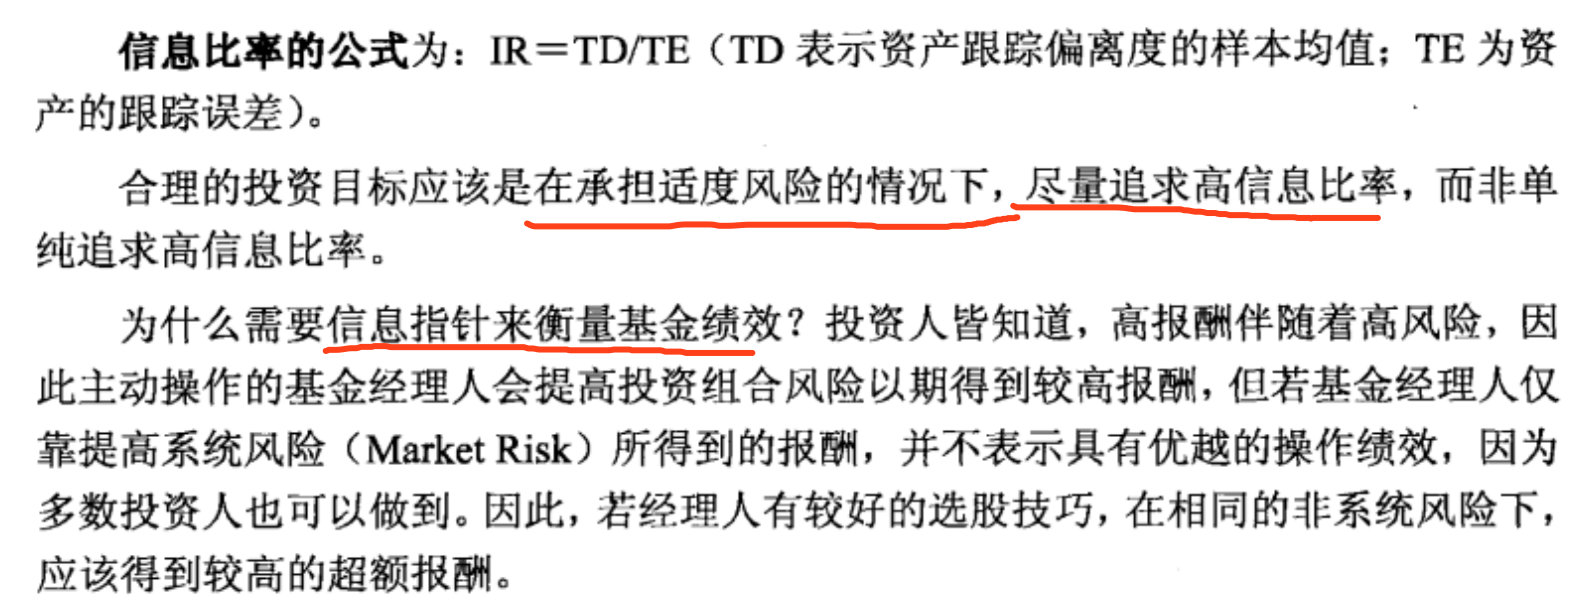 信息比率的公式为：IR＝TD/TE（TD 表示资产跟踪偏离度的样本均值；TE 为资
产的跟踪误差）。
合理的投资目标应该是在承担适度风险的情况下，尽量追求高信息比率，而非单
纯追求高信息比率。
为什么需要信息指针来衡量基金绩效？投资人皆知道，高报酬伴随着高风险，因
此主动操作的基金经理人会提高投资组合风险以期得到较高报酬，但若基金经理人仅
靠提高系统风险（Market Risk）所得到的报酬，并不表示具有优越的操作绩效，因为
多数投资人也可以做到。因此，若经理人有较好的选股技巧，在相同的非系统风险下，
应该得到较高的超额报酬。